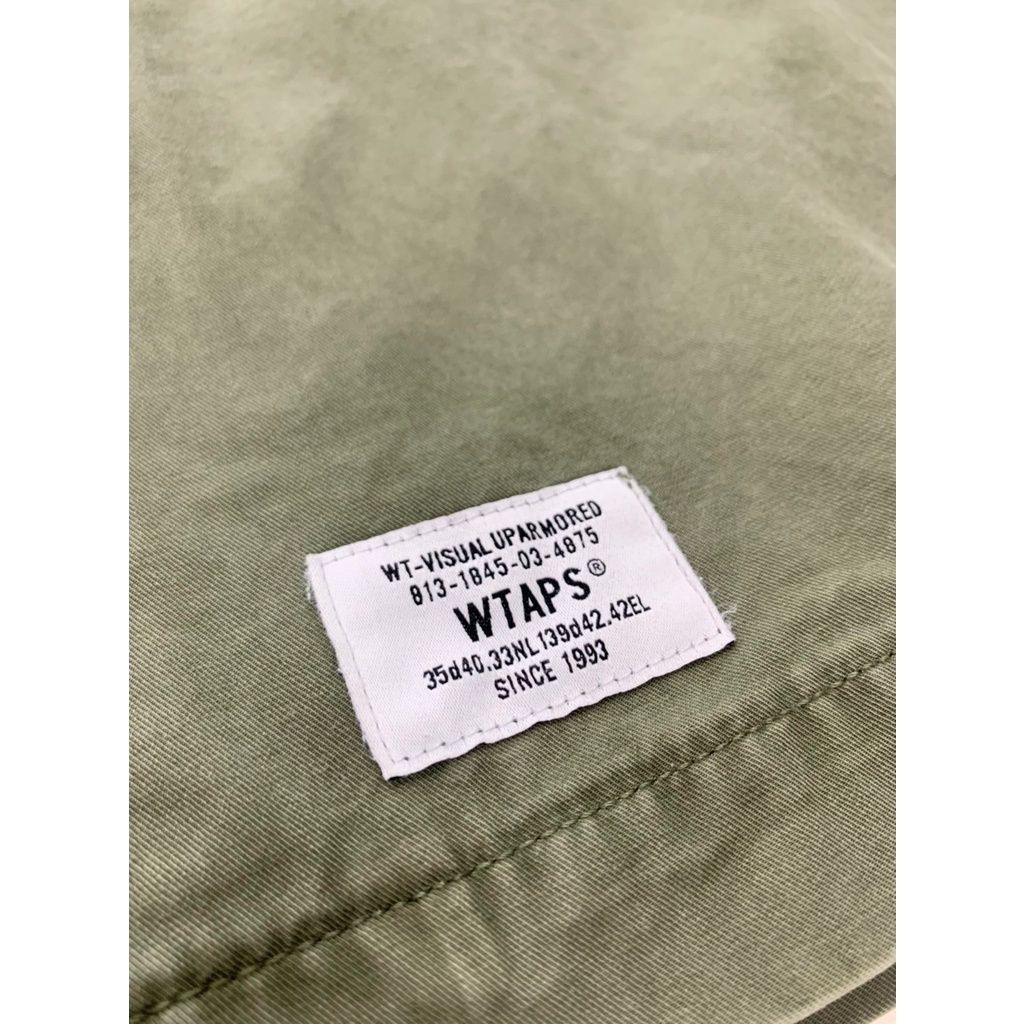 WT-VISUAL UPARMORED
813-1845-03-4875
WTAPS®
35d40.33NL139d42.42EL
SINCE 1993